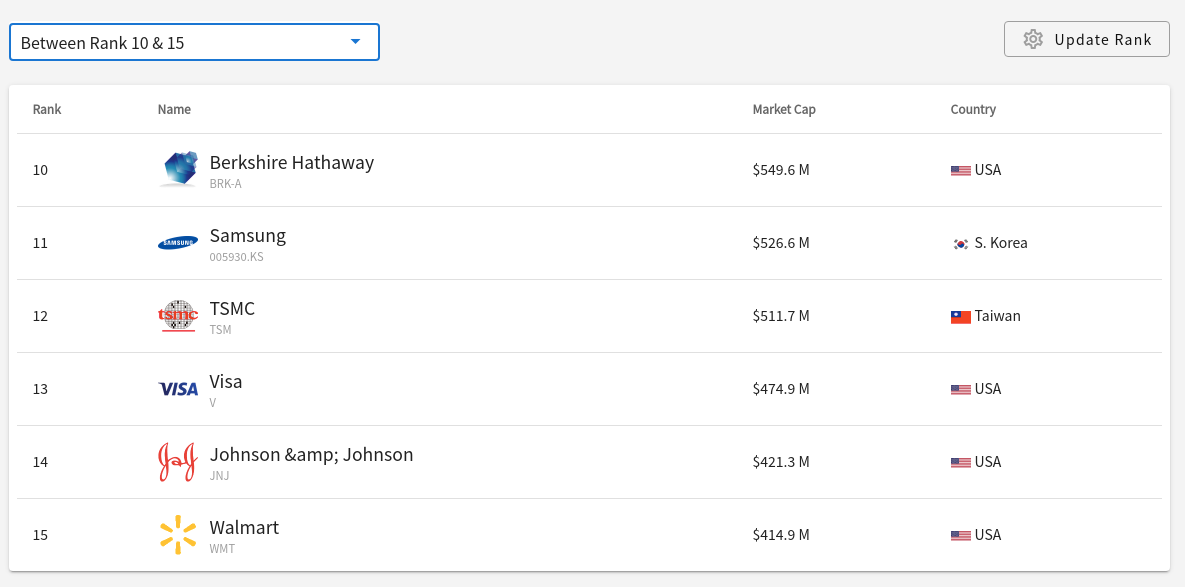 Between Rank 10 & 15
Update Rank
Rank Name Market Cap Country
10 Berkshire Hathaway $549.6 M USA
BRK-A
11 SAMSUNG Samsung $526.6 M S. Korea
005930.KS
12 tsmc TSMC $511.7 M Taiwan
TSM
13 VISA Visa $474.9 M USA
V
14 J&J Johnson &amp; Johnson $421.3 M USA
JNJ
15 Walmart $414.9 M USA
WMT